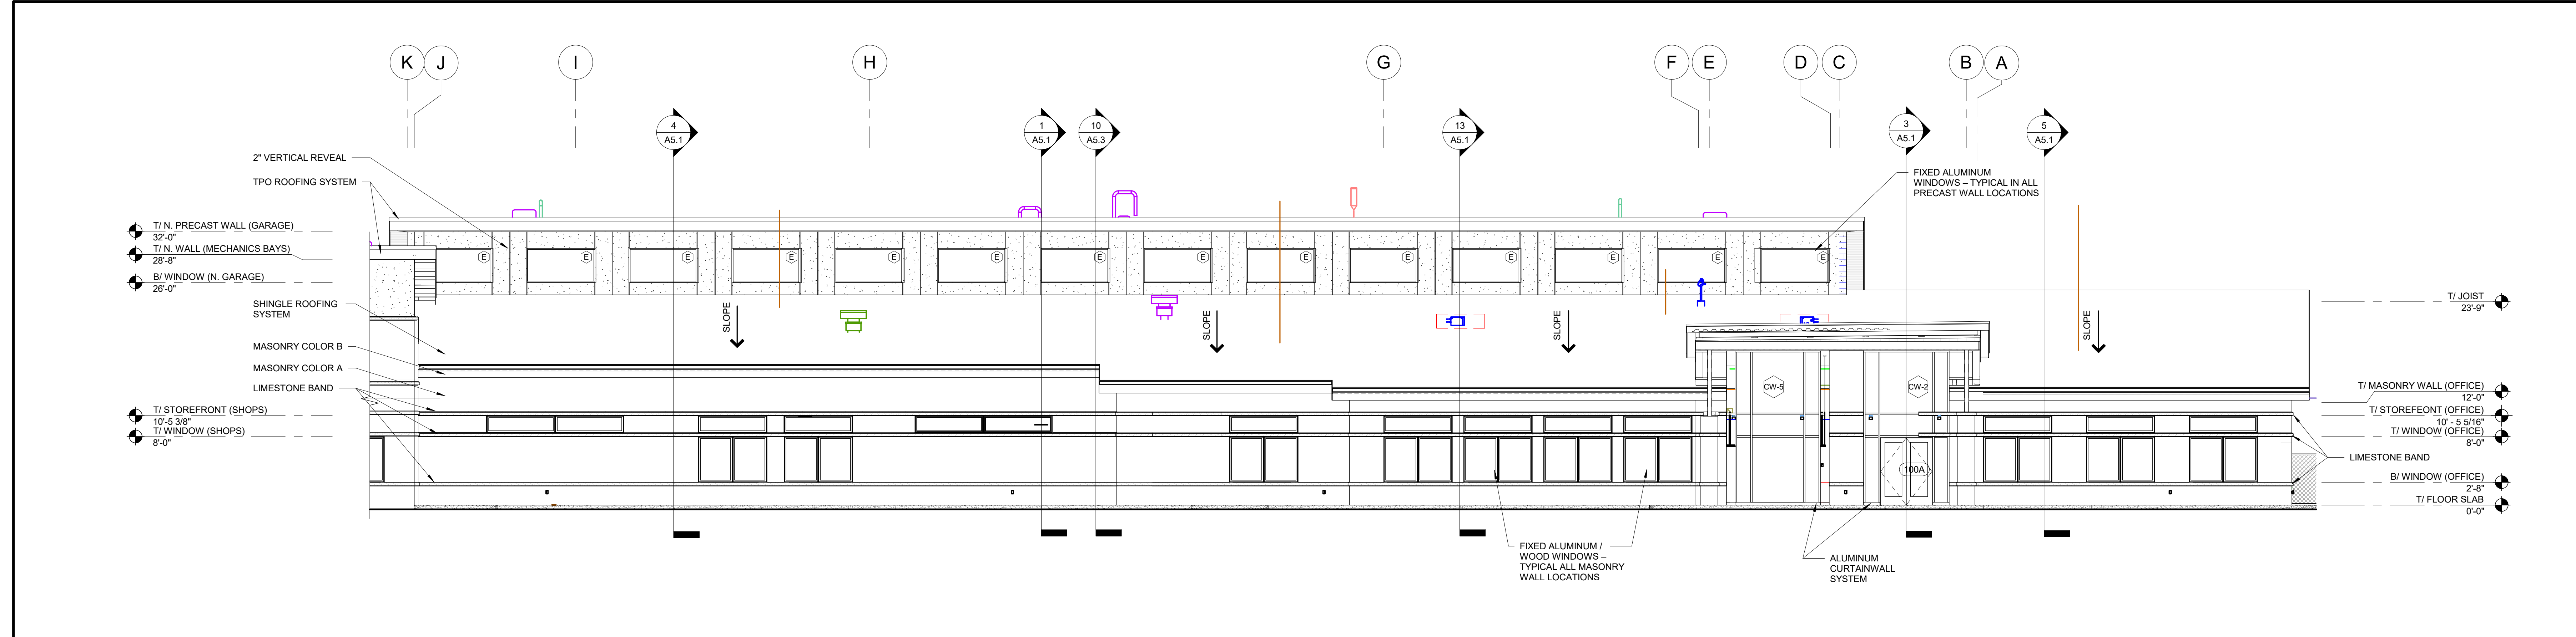 K
J
I
H
G
F
E
D
C
B
A
4
A5.1
1
A5.1
10
A5.3
13
A5.1
3
A5.1
5
A5.1
2" VERTICAL REVEAL
TPO ROOFING SYSTEM
FIXED ALUMINUM
WINDOWS – TYPICAL IN ALL
PRECAST WALL LOCATIONS
T/ N. PRECAST WALL (GARAGE)
32'-0"
T/ N. WALL (MECHANICS BAYS)
28'-8"
B/ WINDOW (N. GARAGE)
26'-0"
E
E
E
E
E
E
E
E
E
E
E
E
E
E
SHINGLE ROOFING
SYSTEM
MASONRY COLOR B
MASONRY COLOR A
LIMESTONE BAND
T/ STOREFRONT (SHOPS)
10'-5 3/8"
T/ WINDOW (SHOPS)
8'-0"
SLOPE
SLOPE
SLOPE
SLOPE
CW-5
CW-2
100A
T/ JOIST
23'-9"
T/ MASONRY WALL (OFFICE)
12'-0"
T/ STOREFEONT (OFFICE)
10' - 5 5/16"
T/ WINDOW (OFFICE)
8'-0"
LIMESTONE BAND
B/ WINDOW (OFFICE)
2'-8"
T/ FLOOR SLAB
0'-0"
FIXED ALUMINUM /
WOOD WINDOWS –
TYPICAL ALL MASONRY
WALL LOCATIONS
ALUMINUM
CURTAINWALL
SYSTEM